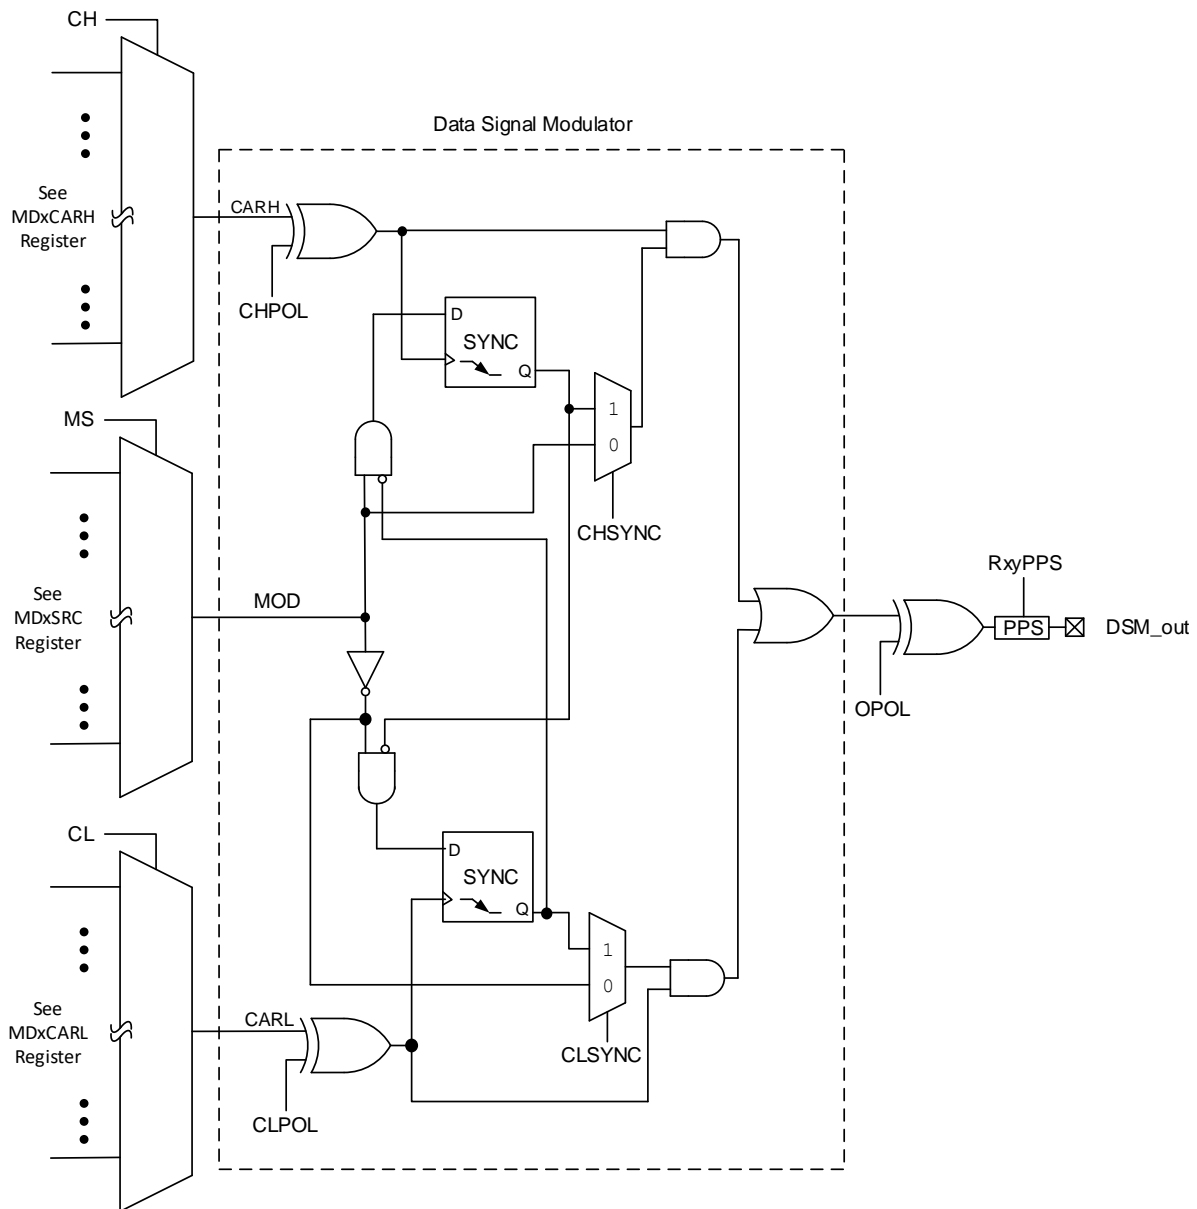 CH
Data Signal Modulator
See
MDxCARH
Register
CARH
CHPOL
D
SYNC
Q
1
0
CHSYNC
MS
See
MDxSRC
Register
MOD
RxyPPS
PPS
DSM_out
OPOL
CL
D
SYNC
Q
1
0
CLSYNC
See
MDxCARL
Register
CARL
CLPOL